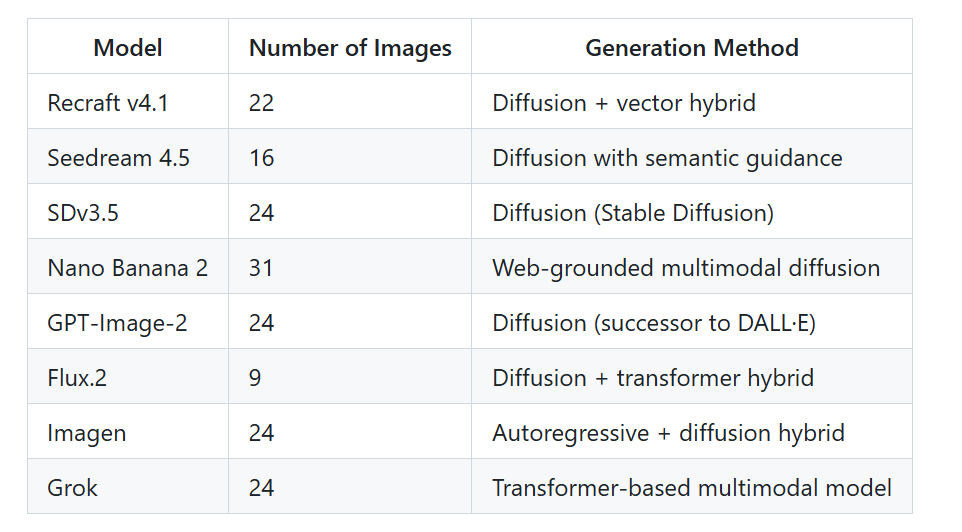 Model Number of Images Generation Method
Recraft v4.1 22 Diffusion + vector hybrid
Seedream 4.5 16 Diffusion with semantic guidance
SDv3.5 24 Diffusion (Stable Diffusion)
Nano Banana 2 31 Web-grounded multimodal diffusion
GPT-Image-2 24 Diffusion (successor to DALL·E)
Flux.2 9 Diffusion + transformer hybrid
Imagen 24 Autoregressive + diffusion hybrid
Grok 24 Transformer-based multimodal model